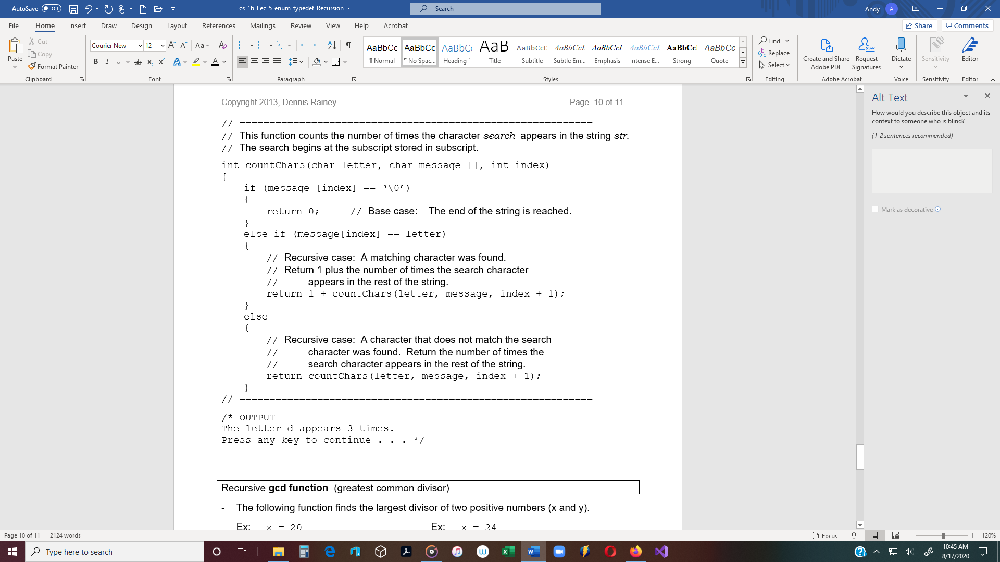 AutoSave Off cs_1b_Lec_5_enum_typedef_Recursion Search Andy A
File Home Insert Draw Design Layout References Mailings Review View Help Acrobat Share Comments
Paste Cut Copy Format Painter Clipboard
Courier New 12 Aa Font
Paragraph
AaBbCc ¶ Normal
AaBbCc ¶ No Spac...
AaBbCc Heading 1
AaB Title
AaBbCcD Subtitle
AaBbCcI Subtle Em...
AaBbCcI Emphasis
AaBbCcI Intense E...
AaBbCcI Strong
AaBbCc Quote
Styles
Find
Replace
Select
Editing
Create and Share Adobe PDF
Request Signatures
Adobe Acrobat
Dictate
Voice
Sensitivity
Sensitivity
Editor
Editor
Copyright 2013, Dennis Rainey Page 10 of 11
// ===========================================================
// This function counts the number of times the character search appears in the string str.
// The search begins at the subscript stored in subscript.
int countChars(char letter, char message [], int index)
{
if (message [index] == ‘\0’)
{
return 0; // Base case: The end of the string is reached.
}
else if (message[index] == letter)
{
// Recursive case: A matching character was found.
// Return 1 plus the number of times the search character
// appears in the rest of the string.
return 1 + countChars(letter, message, index + 1);
}
else
{
// Recursive case: A character that does not match the search
// character was found. Return the number of times the
// search character appears in the rest of the string.
return countChars(letter, message, index + 1);
}
// ===========================================================
/* OUTPUT
The letter d appears 3 times.
Press any key to continue . . . */
Recursive gcd function (greatest common divisor)
- The following function finds the largest divisor of two positive numbers (x and y).
Ex: x = 20 Ex: x = 24
Alt Text
How would you describe this object and its
context to someone who is blind?
(1-2 sentences recommended)
Mark as decorative
Page 10 of 11 2124 words Focus 120%
Type here to search
10:45 AM
8/17/2020